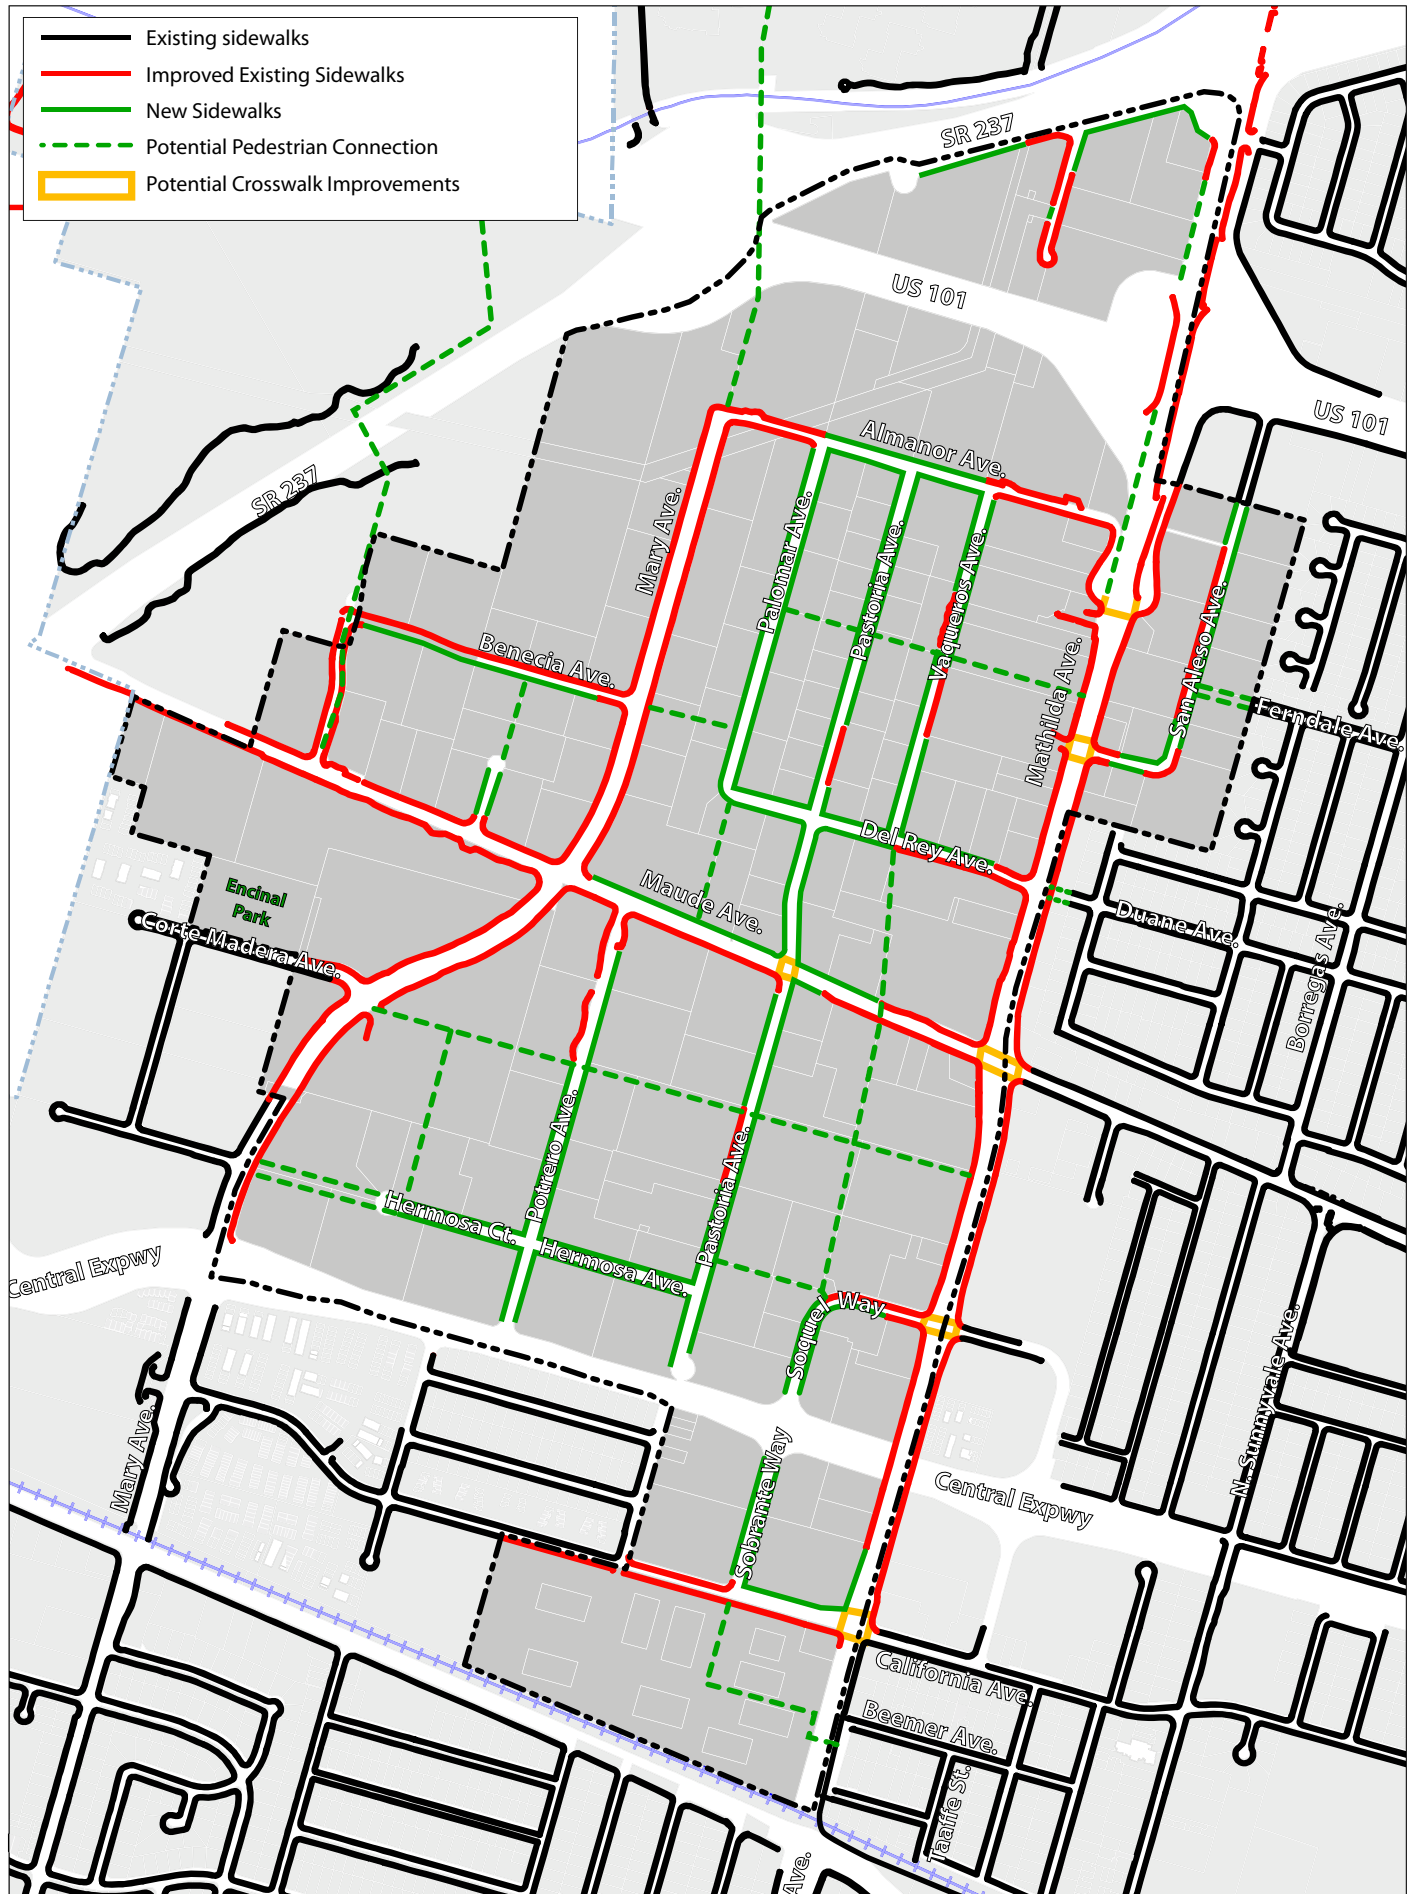 Existing sidewalks
Improved Existing Sidewalks
New Sidewalks
Potential Pedestrian Connection
Potential Crosswalk Improvements
SR 237
US 101
US 101
Almanor Ave.
SR 237
Mary Ave.
Palomar Ave.
Pastoria Ave.
Vaqueros Ave.
Benecia Ave.
Mathilda Ave.
San Aleso Ave.
Ferndale Ave.
Del Rey Ave.
Maude Ave.
Encinal
Park
Corte Madera Ave.
Duane Ave.
Borregas Ave.
Potrero Ave.
Pastoria Ave.
Hermosa Ct.
Hermosa Ave.
Central Expwy
Soquel Way
N. Sunnyvale Ave.
Mary Ave.
Sobrante Way
Central Expwy
California Ave.
Beemer Ave.
Taaffe St.
Ave.